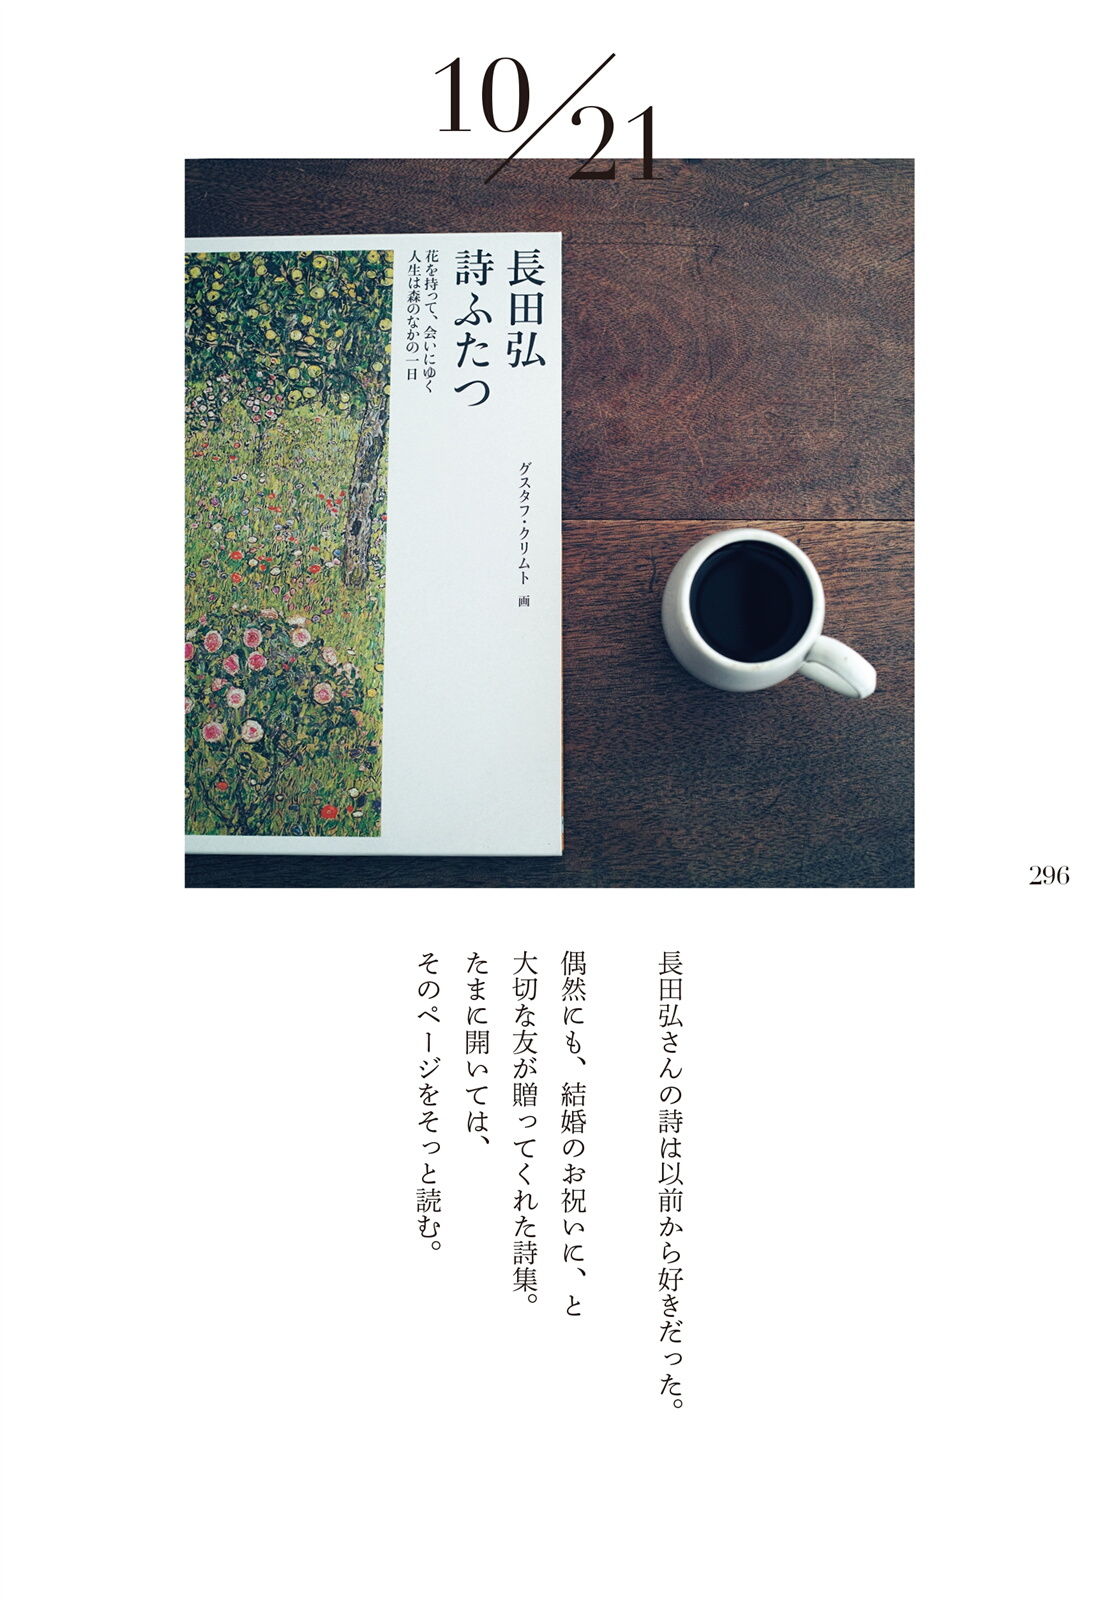 10/21
長田弘
詩ふたつ
花を持って、会いにゆく
人生は森のなかの一日
グスタフ・クリムト 画
296
長田弘さんの詩は以前から好きだった。
偶然にも、結婚のお祝いに、と
大切な友が贈ってくれた詩集。
たまに開いては、
そのページをそっと読む。